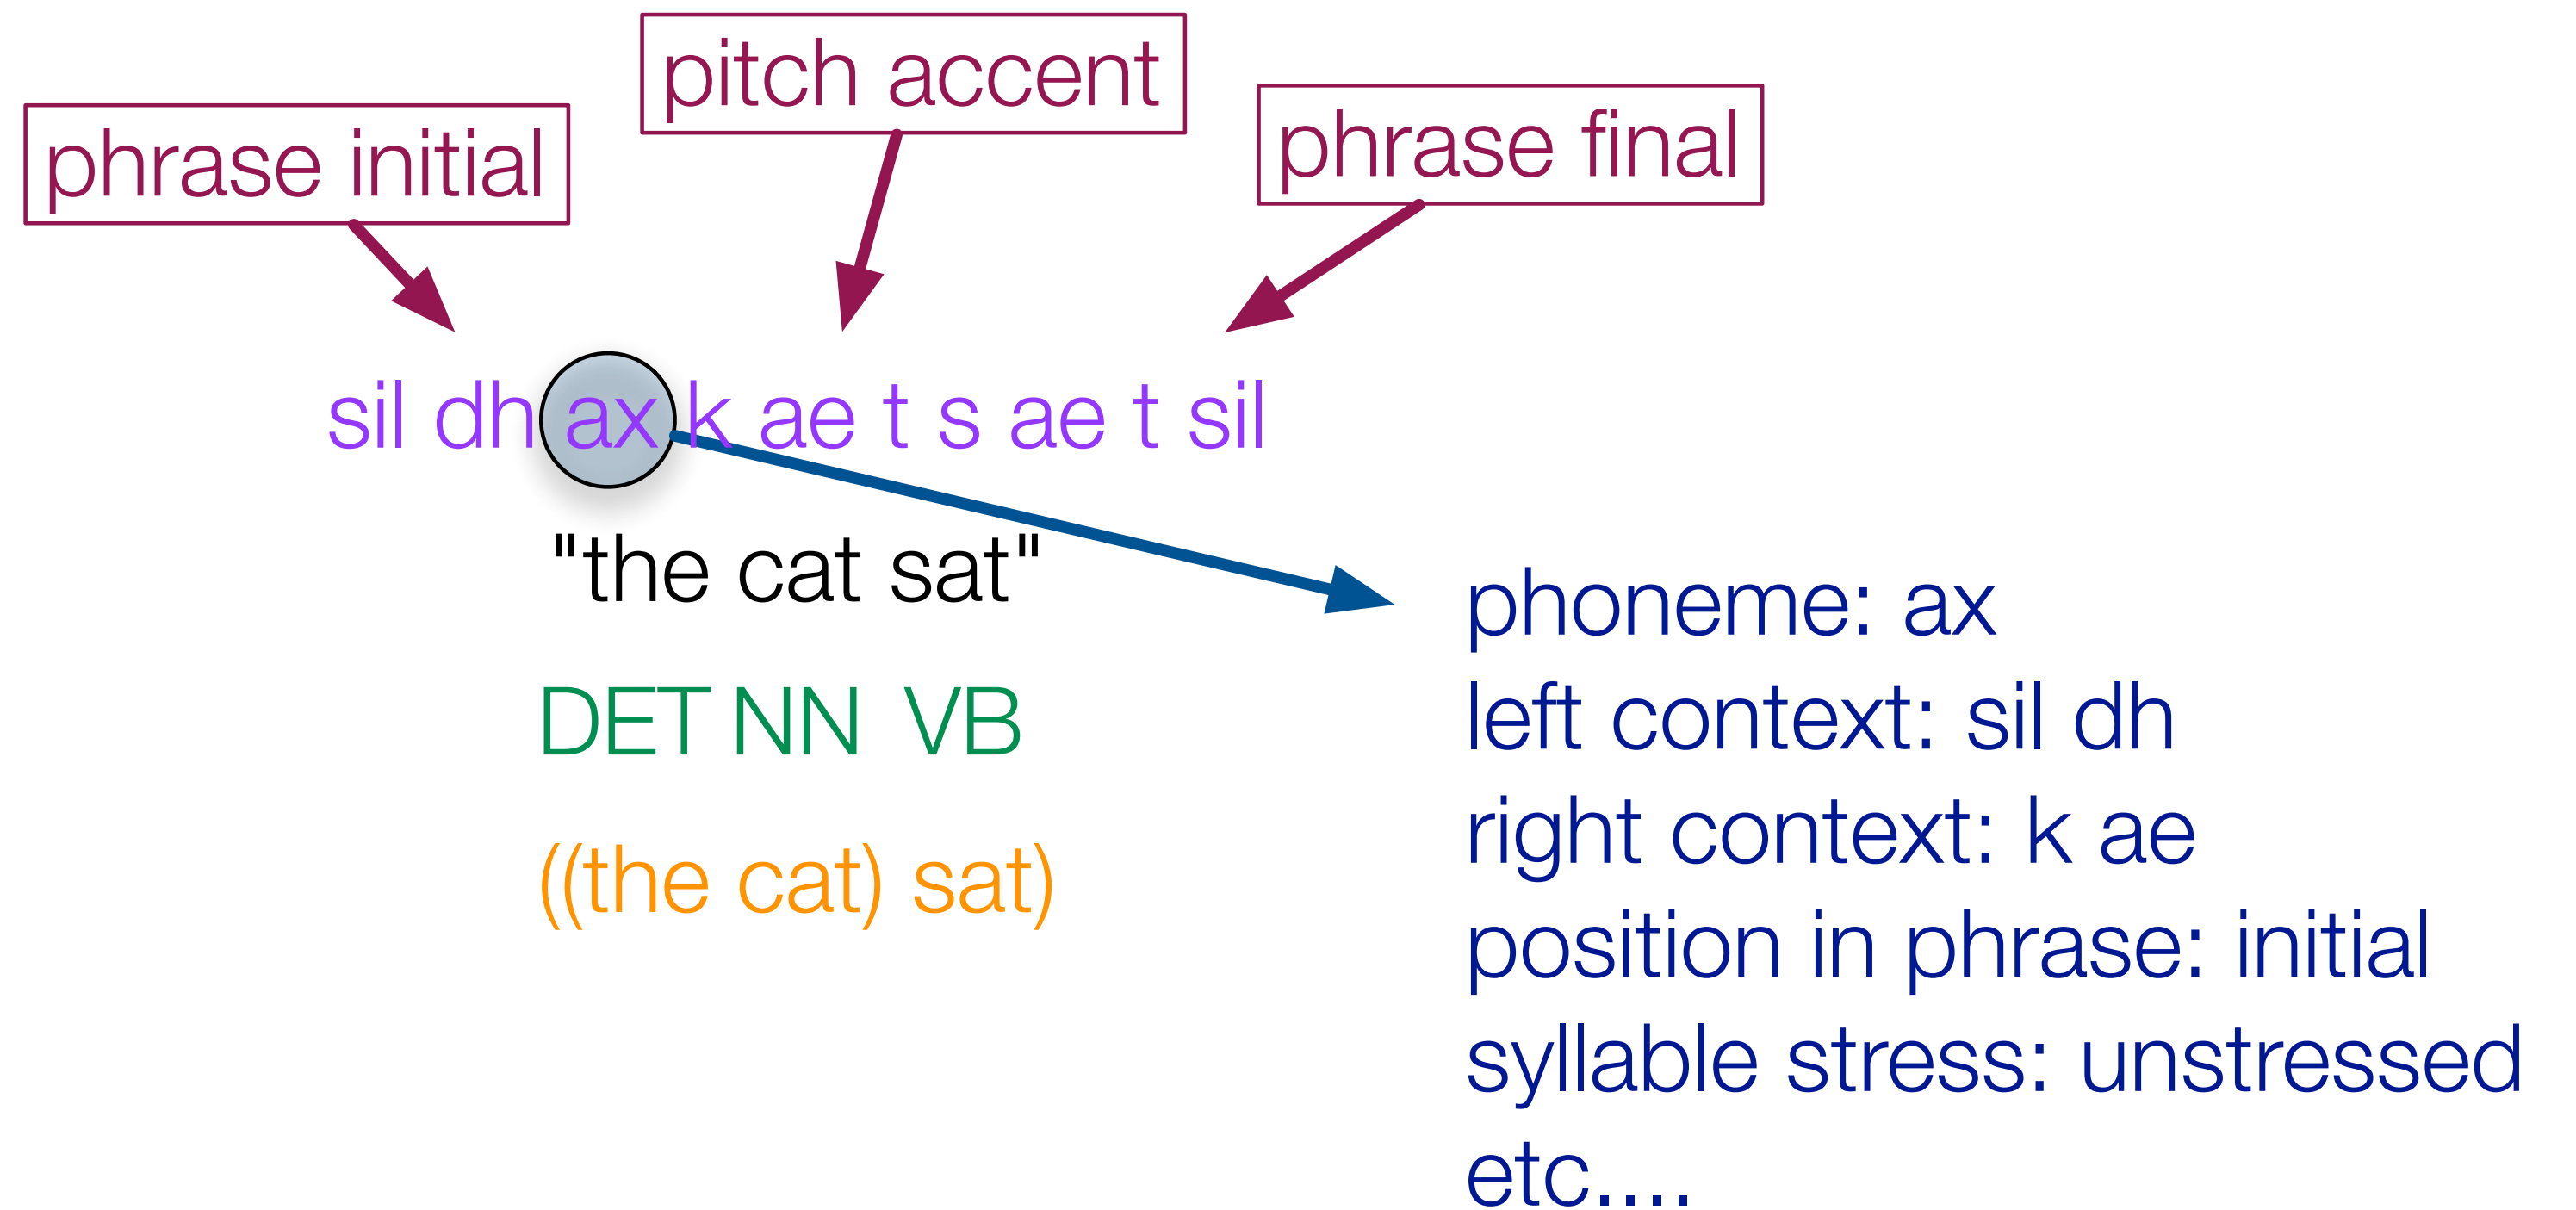 pitch accent
phrase initial
phrase final
sil dh ax k ae t s ae t sil
"the cat sat"
DET NN VB
((the cat) sat)
phoneme: ax
left context: sil dh
right context: k ae
position in phrase: initial
syllable stress: unstressed
etc....